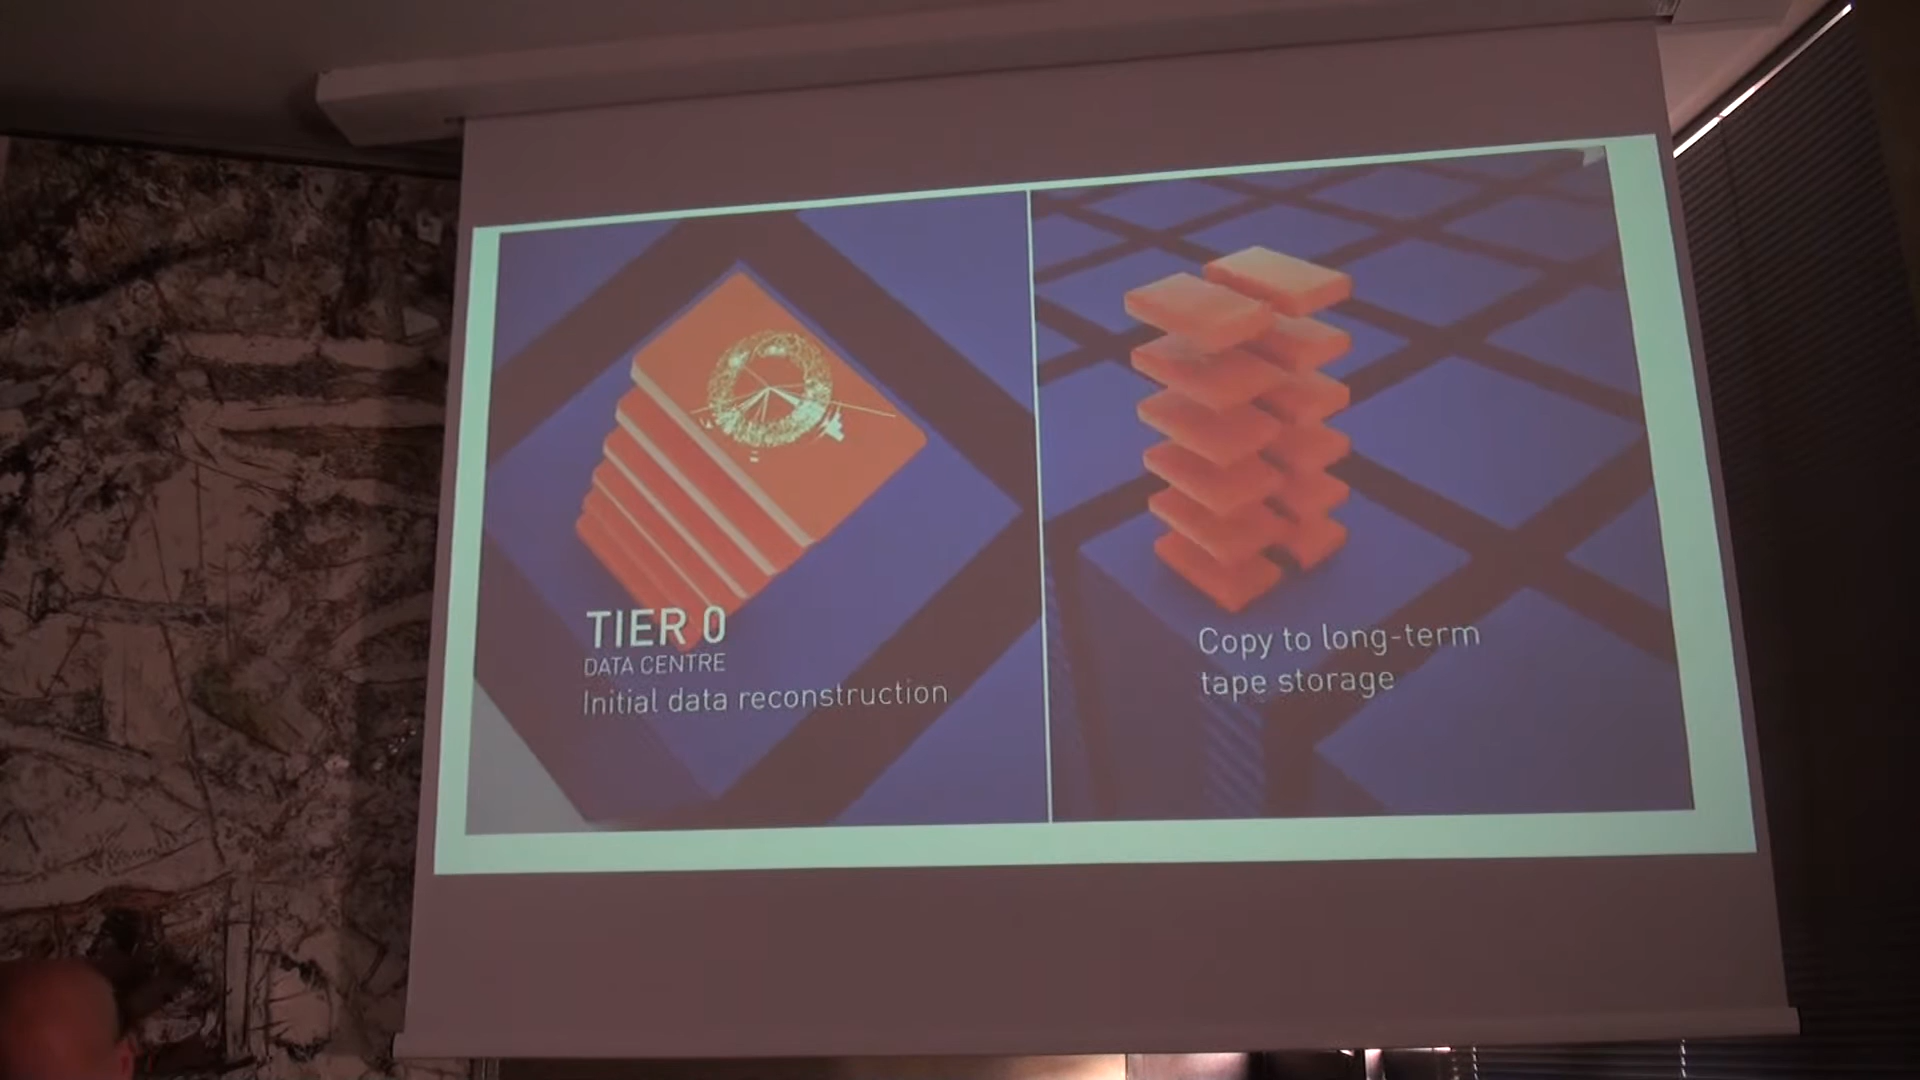 TIER 0
DATA CENTRE
Initial data reconstruction
Copy to long-term
tape storage